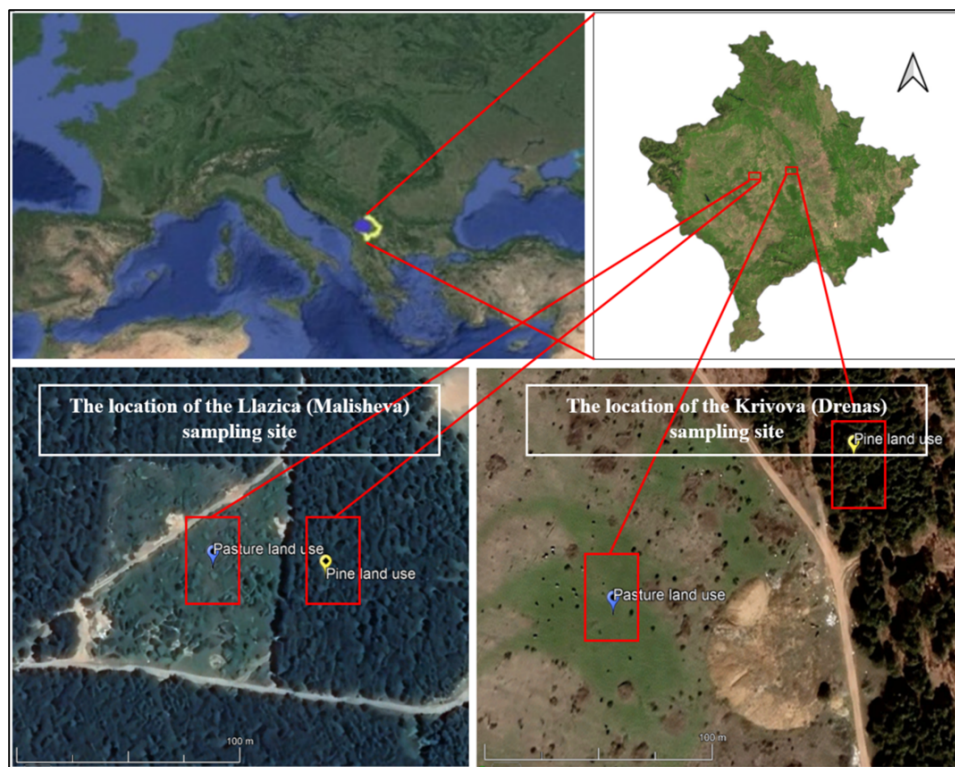 The location of the Llazica (Malisheva)
sampling site
Pasture land use
Pine land use
100 m
The location of the Krivova (Drenas)
sampling site
Pine land use
Pasture land use
100 m